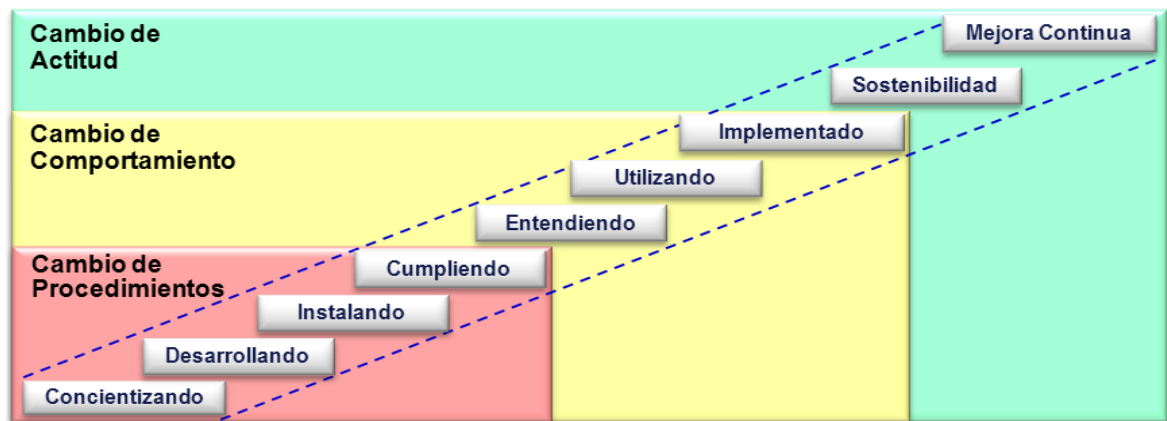 Cambio de
Actitud
Mejora Continua
Sostenibilidad
Cambio de
Comportamiento
Implementado
Utilizando
Entendiendo
Cambio de
Procedimientos
Cumpliendo
Instalando
Desarrollando
Concientizando